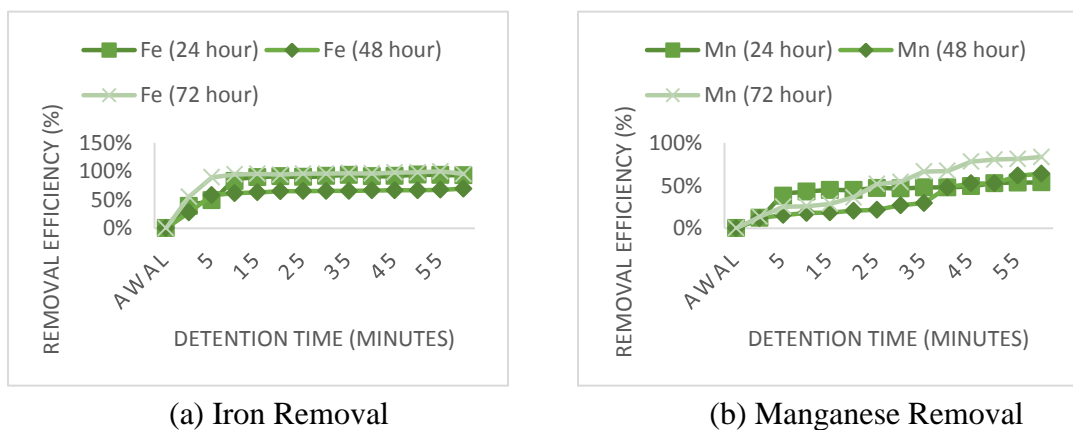 Fe (24 hour) Fe (48 hour)
Fe (72 hour)
REMOVAL EFFICIENCY (%)
150%
100%
50%
0%
AWAL 5 15 25 35 45 55
DETENTION TIME (MINUTES)
(a) Iron Removal
Mn (24 hour) Mn (48 hour)
Mn (72 hour)
REMOVAL EFFICIENCY (%)
100%
50%
0%
AWAL 5 15 25 35 45 55
DETENTION TIME (MINUTES)
(b) Manganese Removal